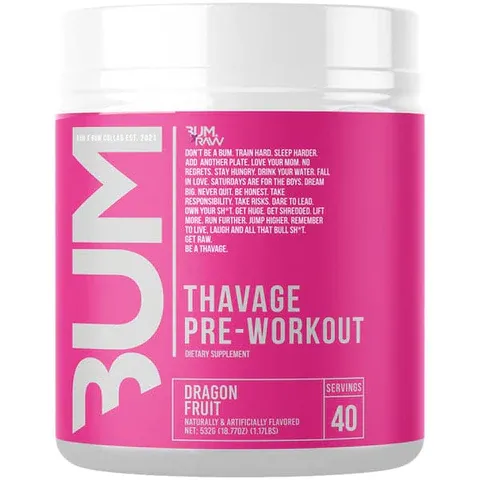 BUM
BUM X RAW COLLAB EST. 2021
BUM
X RAW
DON'T BE A BUM. TRAIN HARD. SLEEP HARDER.
ADD ANOTHER PLATE. LOVE YOUR MOM. NO
REGRETS. STAY HUNGRY. DRINK YOUR WATER. FALL
IN LOVE. SATURDAYS ARE FOR THE BOYS. DREAM
BIG. NEVER QUIT. BE HONEST. TAKE
RESPONSIBILITY. TAKE RISKS. DARE TO LEAD.
OWN YOUR SH*T. GET HUGE. GET SHREDDED. LIFT
MORE. RUN FURTHER. JUMP HIGHER. REMEMBER
TO LIVE, LAUGH AND ALL THAT BULL SH*T.
GET RAW.
BE A THAVAGE.
THAVAGE
PRE-WORKOUT
DIETARY SUPPLEMENT
DRAGON
FRUIT
NATURALLY & ARTIFICIALLY FLAVORED
NET: 532G (18.77OZ) (1.17LBS)
SERVINGS
40